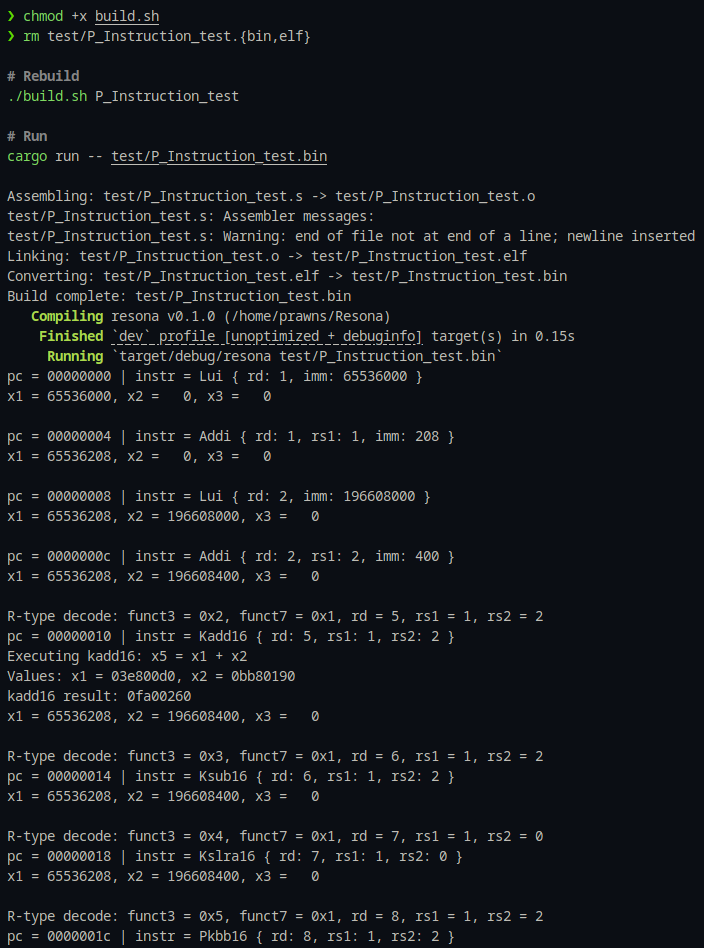 ❯ chmod +x build.sh
❯ rm test/P_Instruction_test.{bin,elf}
# Rebuild
./build.sh P_Instruction_test
# Run
cargo run -- test/P_Instruction_test.bin
Assembling: test/P_Instruction_test.s -> test/P_Instruction_test.o
test/P_Instruction_test.s: Assembler messages:
test/P_Instruction_test.s: Warning: end of file not at end of a line; newline inserted
Linking: test/P_Instruction_test.o -> test/P_Instruction_test.elf
Converting: test/P_Instruction_test.elf -> test/P_Instruction_test.bin
Build complete: test/P_Instruction_test.bin
Compiling resona v0.1.0 (/home/prawns/Resona)
Finished `dev` profile [unoptimized + debuginfo] target(s) in 0.15s
Running `target/debug/resona test/P_Instruction_test.bin`
pc = 00000000 | instr = Lui { rd: 1, imm: 65536000 }
x1 = 65536000, x2 =   0, x3 =   0
pc = 00000004 | instr = Addi { rd: 1, rs1: 1, imm: 208 }
x1 = 65536208, x2 =   0, x3 =   0
pc = 00000008 | instr = Lui { rd: 2, imm: 196608000 }
x1 = 65536208, x2 = 196608000, x3 =   0
pc = 0000000c | instr = Addi { rd: 2, rs1: 2, imm: 400 }
x1 = 65536208, x2 = 196608400, x3 =   0
R-type decode: funct3 = 0x2, funct7 = 0x1, rd = 5, rs1 = 1, rs2 = 2
pc = 00000010 | instr = Kadd16 { rd: 5, rs1: 1, rs2: 2 }
Executing kadd16: x5 = x1 + x2
Values: x1 = 03e800d0, x2 = 0bb80190
kadd16 result: 0fa00260
x1 = 65536208, x2 = 196608400, x3 =   0
R-type decode: funct3 = 0x3, funct7 = 0x1, rd = 6, rs1 = 1, rs2 = 2
pc = 00000014 | instr = Ksub16 { rd: 6, rs1: 1, rs2: 2 }
x1 = 65536208, x2 = 196608400, x3 =   0
R-type decode: funct3 = 0x4, funct7 = 0x1, rd = 7, rs1 = 1, rs2 = 0
pc = 00000018 | instr = Kslra16 { rd: 7, rs1: 1, rs2: 0 }
x1 = 65536208, x2 = 196608400, x3 =   0
R-type decode: funct3 = 0x5, funct7 = 0x1, rd = 8, rs1 = 1, rs2 = 2
pc = 0000001c | instr = Pkbb16 { rd: 8, rs1: 1, rs2: 2 }